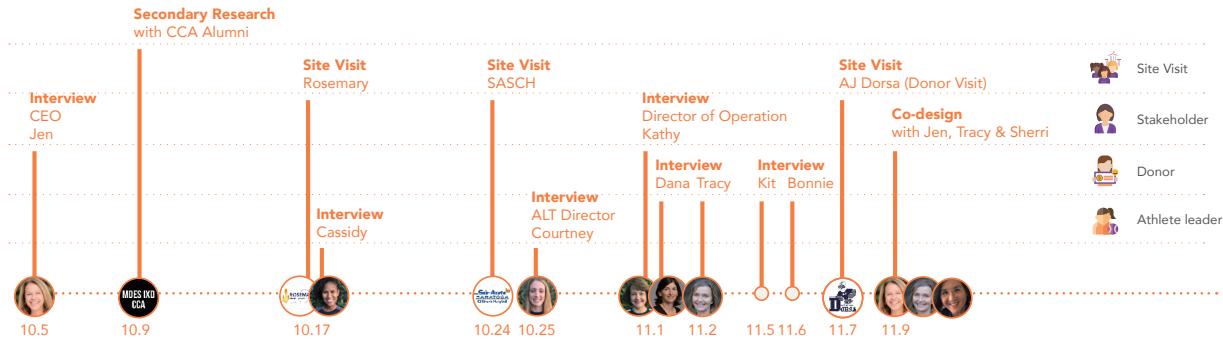 Secondary Research
with CCA Alumni
Site Visit
Rosemary
Site Visit
SASCH
Site Visit
AJ Dorsa (Donor Visit)
Site Visit
Interview
CEO
Jen
Interview
Director of Operation
Kathy
Co-design
with Jen, Tracy & Sherri
Stakeholder
Interview
Dana Tracy
Interview
Kit Bonnie
Donor
Interview
Cassidy
Interview
ALT Director
Courtney
Athlete leader
MDES IXD
CCA
SARATOGA
DORSA
10.5
10.9
10.17
10.24
10.25
11.1
11.2
11.5
11.6
11.7
11.9